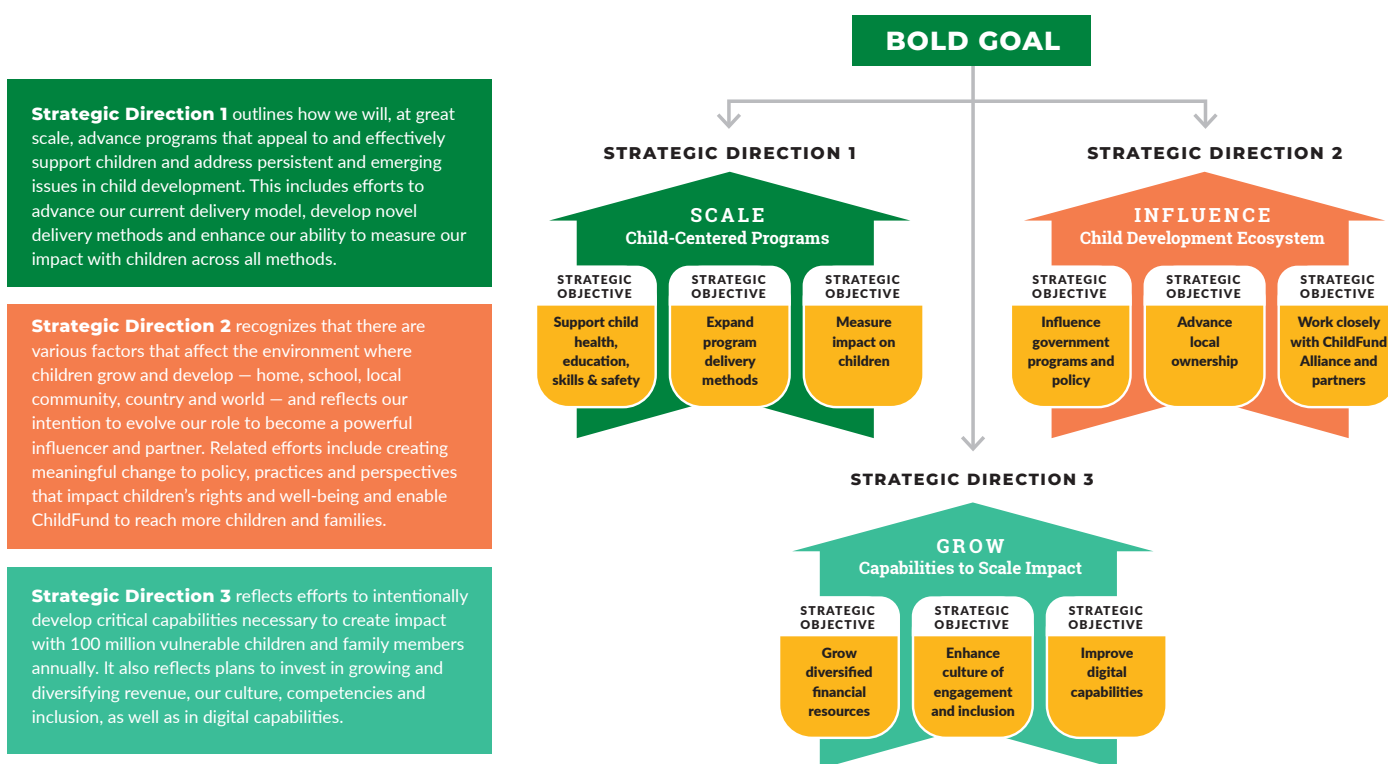 Strategic Direction 1 outlines how we will, at great
scale, advance programs that appeal to and effectively
support children and address persistent and emerging
issues in child development. This includes efforts to
advance our current delivery model, develop novel
delivery methods and enhance our ability to measure our
impact with children across all methods.
Strategic Direction 2 recognizes that there are
various factors that affect the environment where
children grow and develop — home, school, local
community, country and world — and reflects our
intention to evolve our role to become a powerful
influencer and partner. Related efforts include creating
meaningful change to policy, practices and perspectives
that impact children’s rights and well-being and enable
ChildFund to reach more children and families.
Strategic Direction 3 reflects efforts to intentionally
develop critical capabilities necessary to create impact
with 100 million vulnerable children and family members
annually. It also reflects plans to invest in growing and
diversifying revenue, our culture, competencies and
inclusion, as well as in digital capabilities.
BOLD GOAL
STRATEGIC DIRECTION 1
SCALE
Child-Centered Programs
STRATEGIC
OBJECTIVE
Support child
health,
education,
skills & safety
STRATEGIC
OBJECTIVE
Expand
program
delivery
methods
STRATEGIC
OBJECTIVE
Measure
impact on
children
STRATEGIC DIRECTION 2
INFLUENCE
Child Development Ecosystem
STRATEGIC
OBJECTIVE
Influence
government
programs and
policy
STRATEGIC
OBJECTIVE
Advance
local
ownership
STRATEGIC
OBJECTIVE
Work closely
with ChildFund
Alliance and
partners
STRATEGIC DIRECTION 3
GROW
Capabilities to Scale Impact
STRATEGIC
OBJECTIVE
Grow
diversified
financial
resources
STRATEGIC
OBJECTIVE
Enhance
culture of
engagement
and inclusion
STRATEGIC
OBJECTIVE
Improve
digital
capabilities